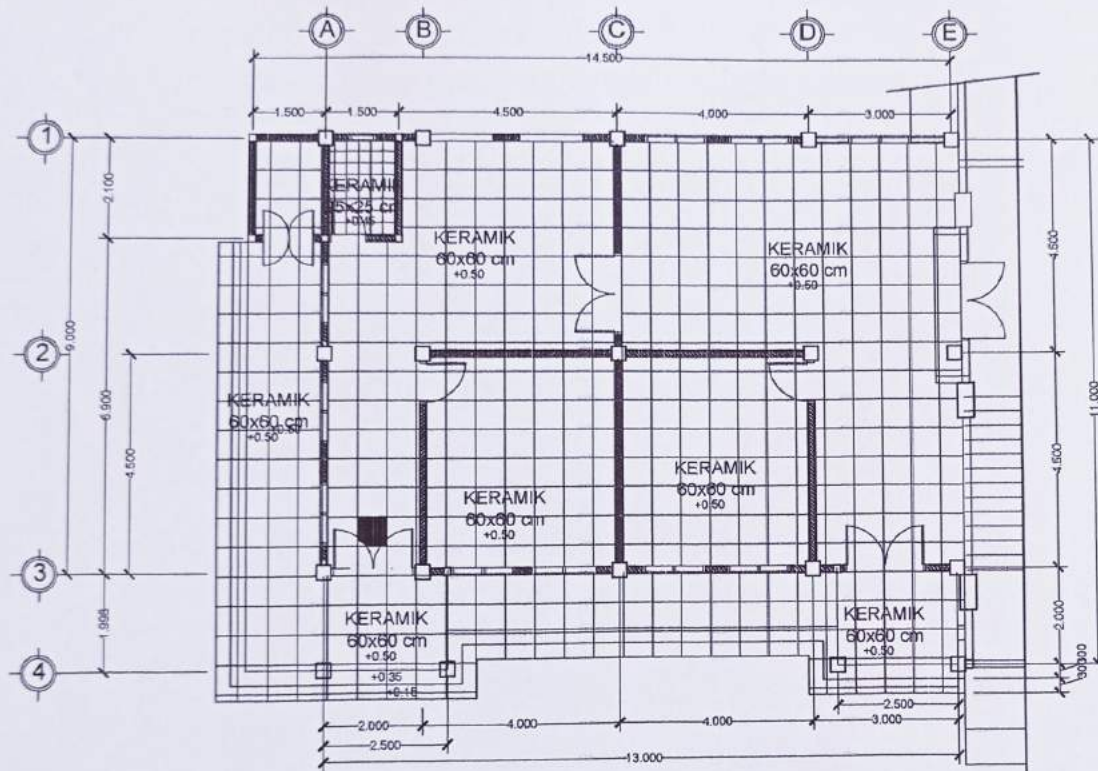 A
B
C
D
E
14.500
1.500
1.500
4.500
4.000
3.000
1
2
3
4
2.100
9.000
6.900
4.500
1.998
KERAMIK
KERAMIK
60x60 cm
+0.50
KERAMIK
60x60 cm
+0.50
KERAMIK
60x60 cm
+0.50
KERAMIK
60x60 cm
+0.50
KERAMIK
60x60 cm
+0.50
KERAMIK
60x60 cm
+0.50
+0.35
+0.15
KERAMIK
60x60 cm
+0.50
4.500
4.500
11.000
2.000
2.000
4.000
4.000
3.000
2.500
2.500
13.000